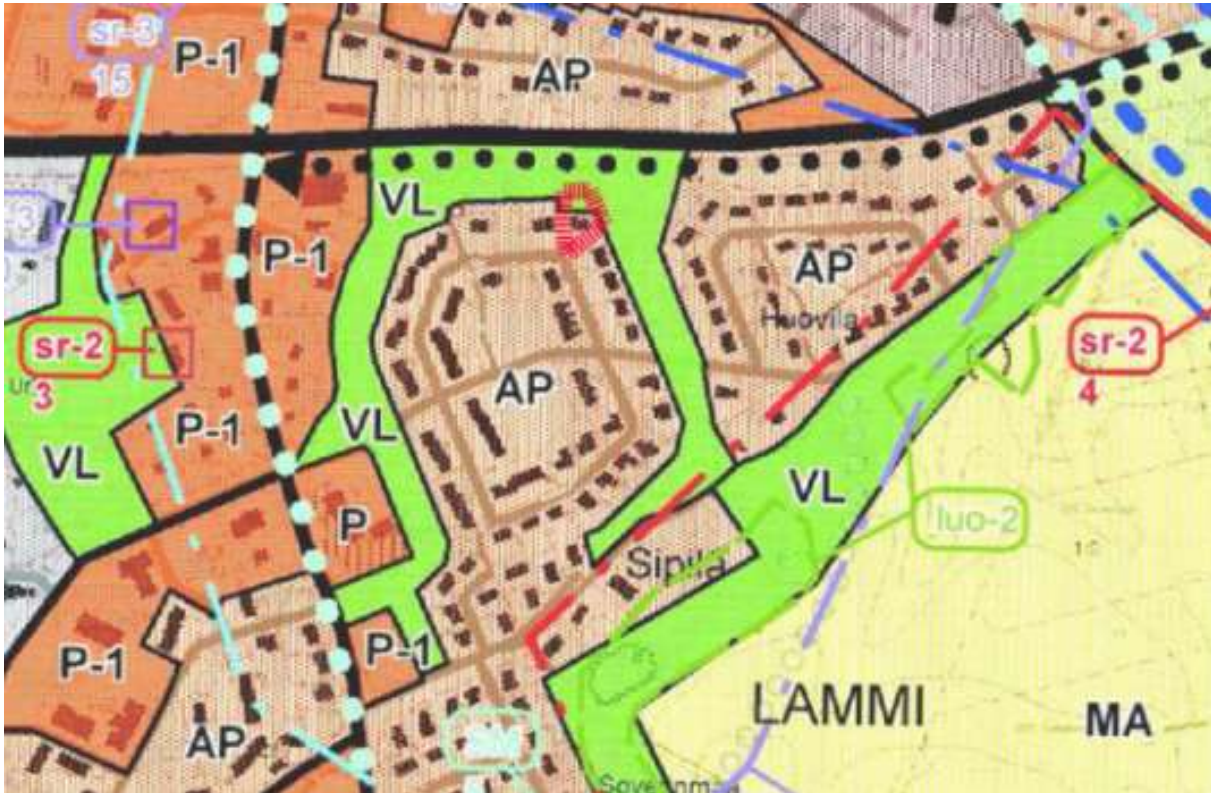 sr-3
15
P-1
AP
VL
3
P-1
AP
Huovila
sr-2
3
sr-2
4
AP
P-1
VL
VL
VL
P
luo-2
Sipilä
P-1
P-1
LAMMI
MA
AP
SM